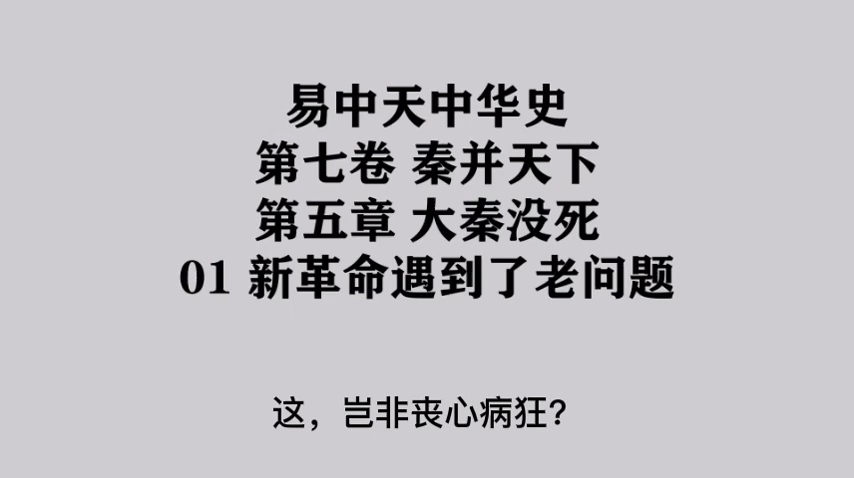 易中天中华史
第七卷 秦并天下
第五章 大秦没死
01 新革命遇到了老问题
这，岂非丧心病狂？